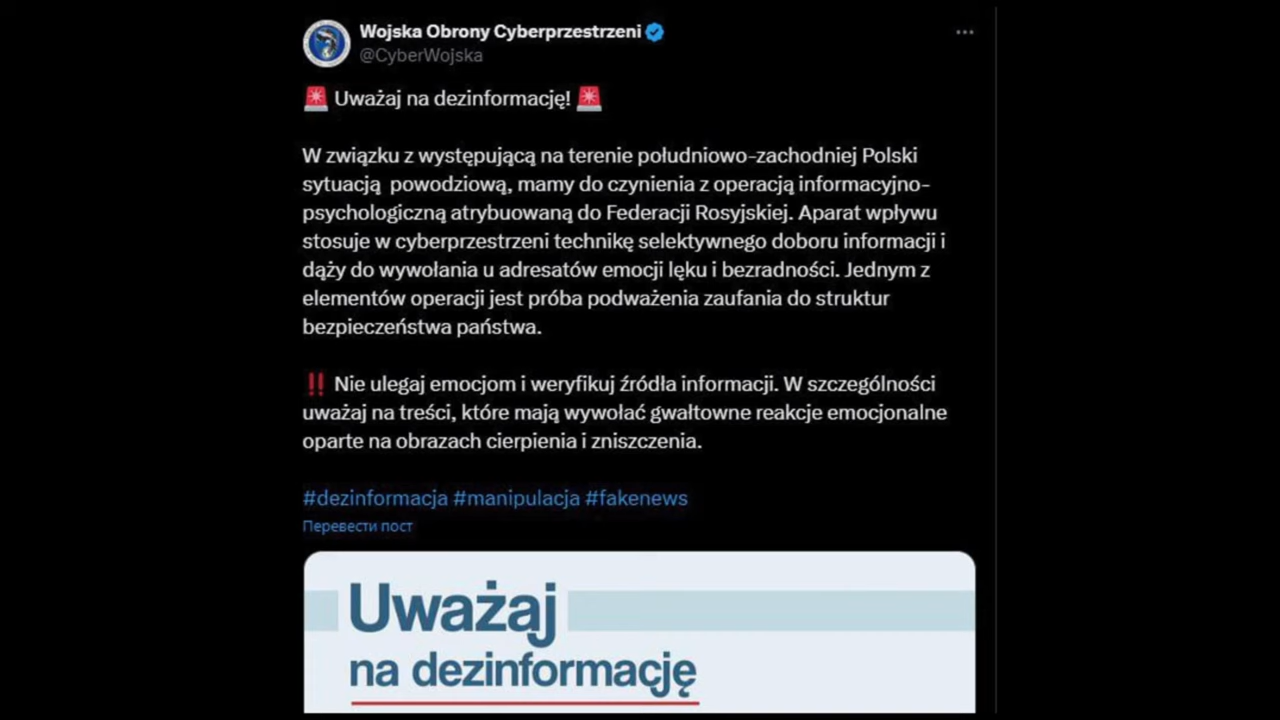 Wojska Obrony Cyberprzestrzeni
@CyberWojska
🚨 Uważaj na dezinformację! 🚨
W związku z występującą na terenie południowo-zachodniej Polski
sytuacją powodziową, mamy do czynienia z operacją informacyjno-
psychologiczną atrybuowaną do Federacji Rosyjskiej. Aparat wpływu
stosuje w cyberprzestrzeni technikę selektywnego doboru informacji i
dąży do wywołania u adresatów emocji lęku i bezradności. Jednym z
elementów operacji jest próba podważenia zaufania do struktur
bezpieczeństwa państwa.
‼️ Nie ulegaj emocjom i weryfikuj źródła informacji. W szczególności
uważaj na treści, które mają wywołać gwałtowne reakcje emocjonalne
oparte na obrazach cierpienia i zniszczenia.
#dezinformacja #manipulacja #fakenews
Перевести пост
Uważaj
na dezinformację